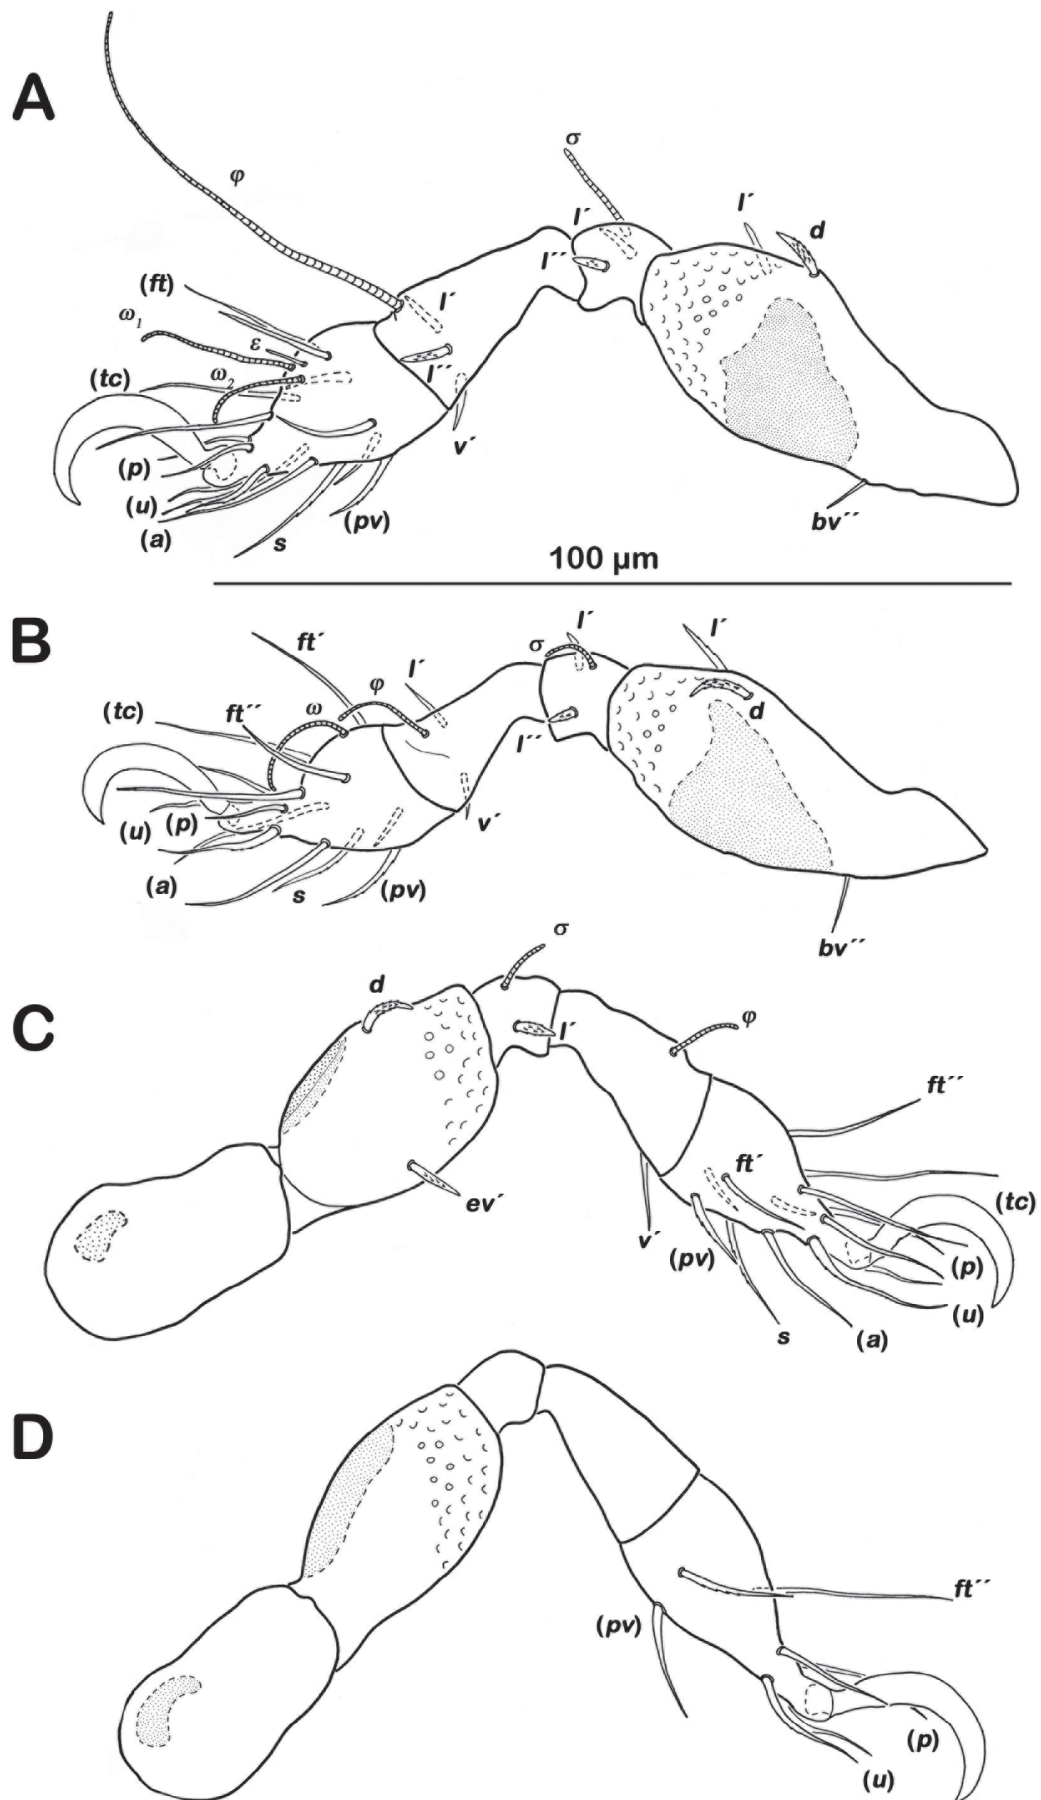 A
φ
σ
l´
l´
d
l´´
(ft)
l´
ω1
ε
l´´
(tc)
ω2
v´
(p)
(u)
(pv)
bv´´
(a)
s
100 µm
B
l´
ft´
σ
l´
l´
φ
(tc)
ft´´
ω
d
l´´
(u)
(p)
v´
(a)
s
(pv)
bv´´
σ
C
d
φ
l´
ft´´
ft´
ev´
(tc)
v´
(pv)
(p)
(u)
s
(a)
D
ft´´
(pv)
(p)
(u)